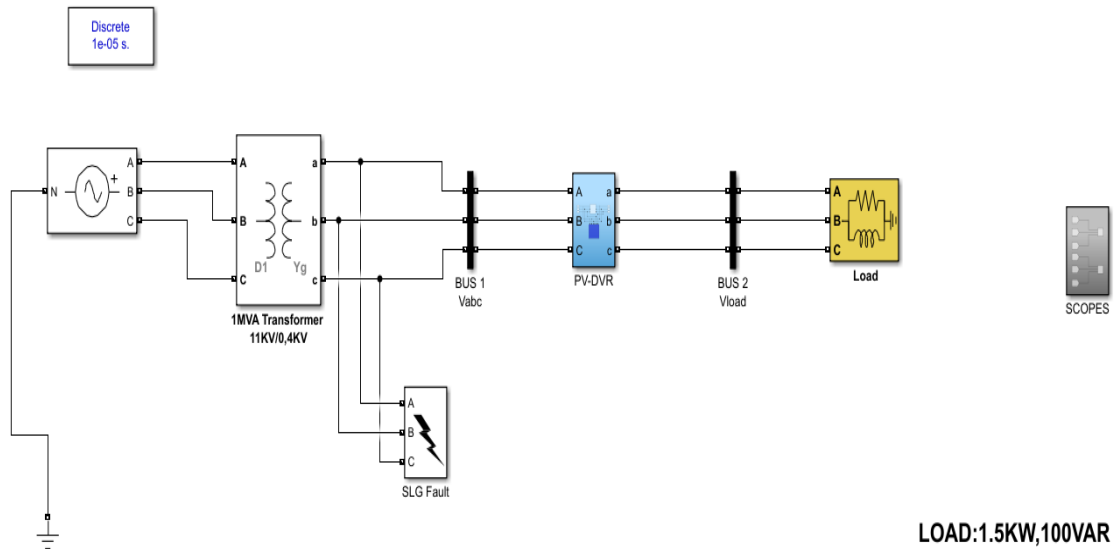 Discrete
1e-05 s.
N
+
A
B
C
A
B
C
D1 Yg
a
b
c
1MVA Transformer
11KV/0,4KV
BUS 1
Vabc
A
B
C
a
b
c
PV-DVR
BUS 2
Vload
A
B
C
Load
SCOPES
A
B
C
SLG Fault
LOAD:1.5KW,100VAR